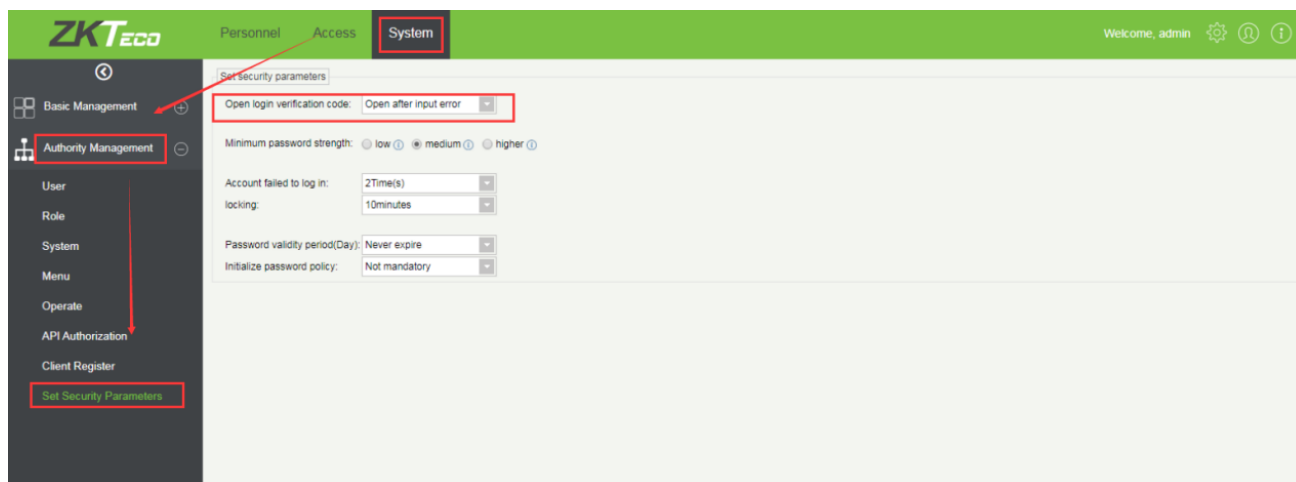 ZKTeco Personnel Access System Welcome, admin
Set security parameters
Basic Management
Open login verification code: Open after input error
Authority Management
Minimum password strength: low medium higher
User
Account failed to log in: 2Time(s)
Role
locking: 10minutes
System
Password validity period(Day): Never expire
Menu
Initialize password policy: Not mandatory
Operate
API Authorization
Client Register
Set Security Parameters